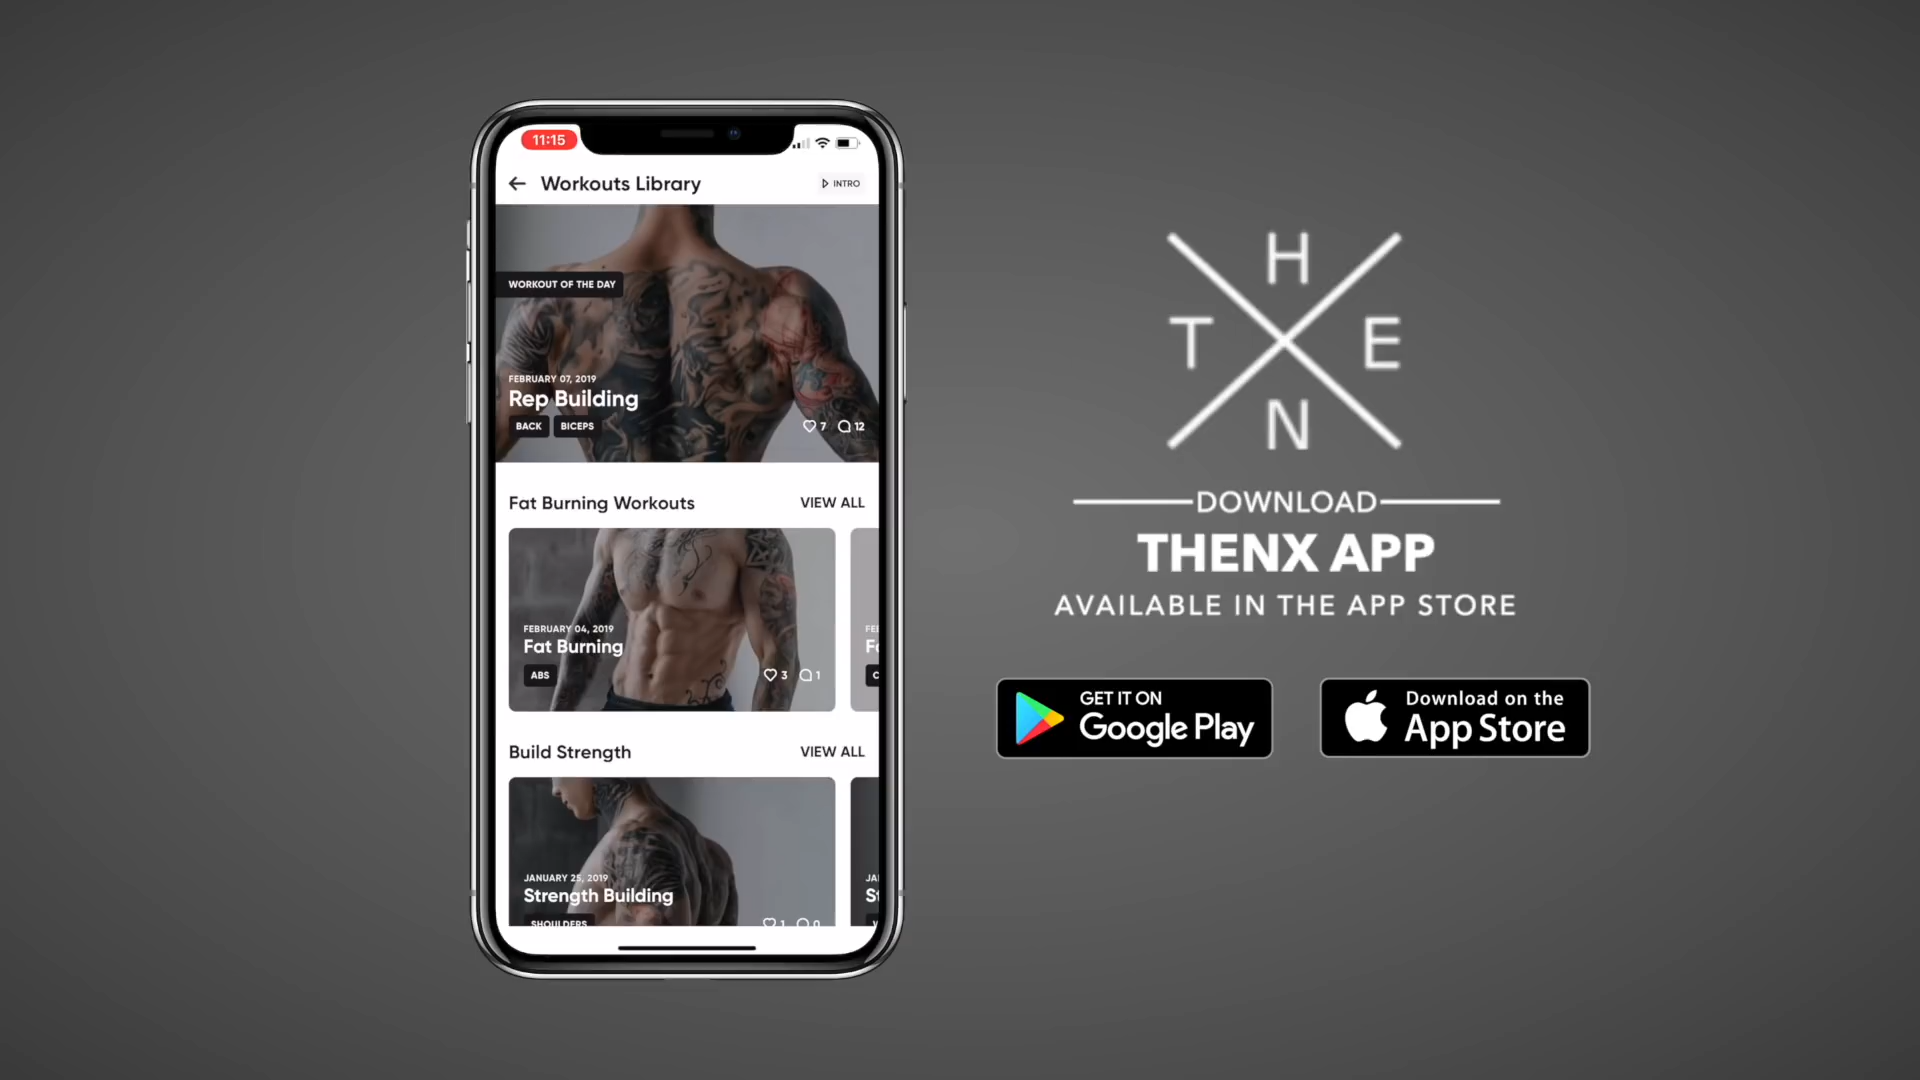 11:15
Workouts Library
INTRO
WORKOUT OF THE DAY
FEBRUARY 07, 2019
Rep Building
BACK BICEPS
7 12
Fat Burning Workouts VIEW ALL
FEBRUARY 04, 2019
Fat Burning
ABS
3 1
Build Strength VIEW ALL
JANUARY 25, 2019
Strength Building
SHOULDERS
1 0
H
T E
N
DOWNLOAD
THENX APP
AVAILABLE IN THE APP STORE
GET IT ON
Google Play
Download on the
App Store